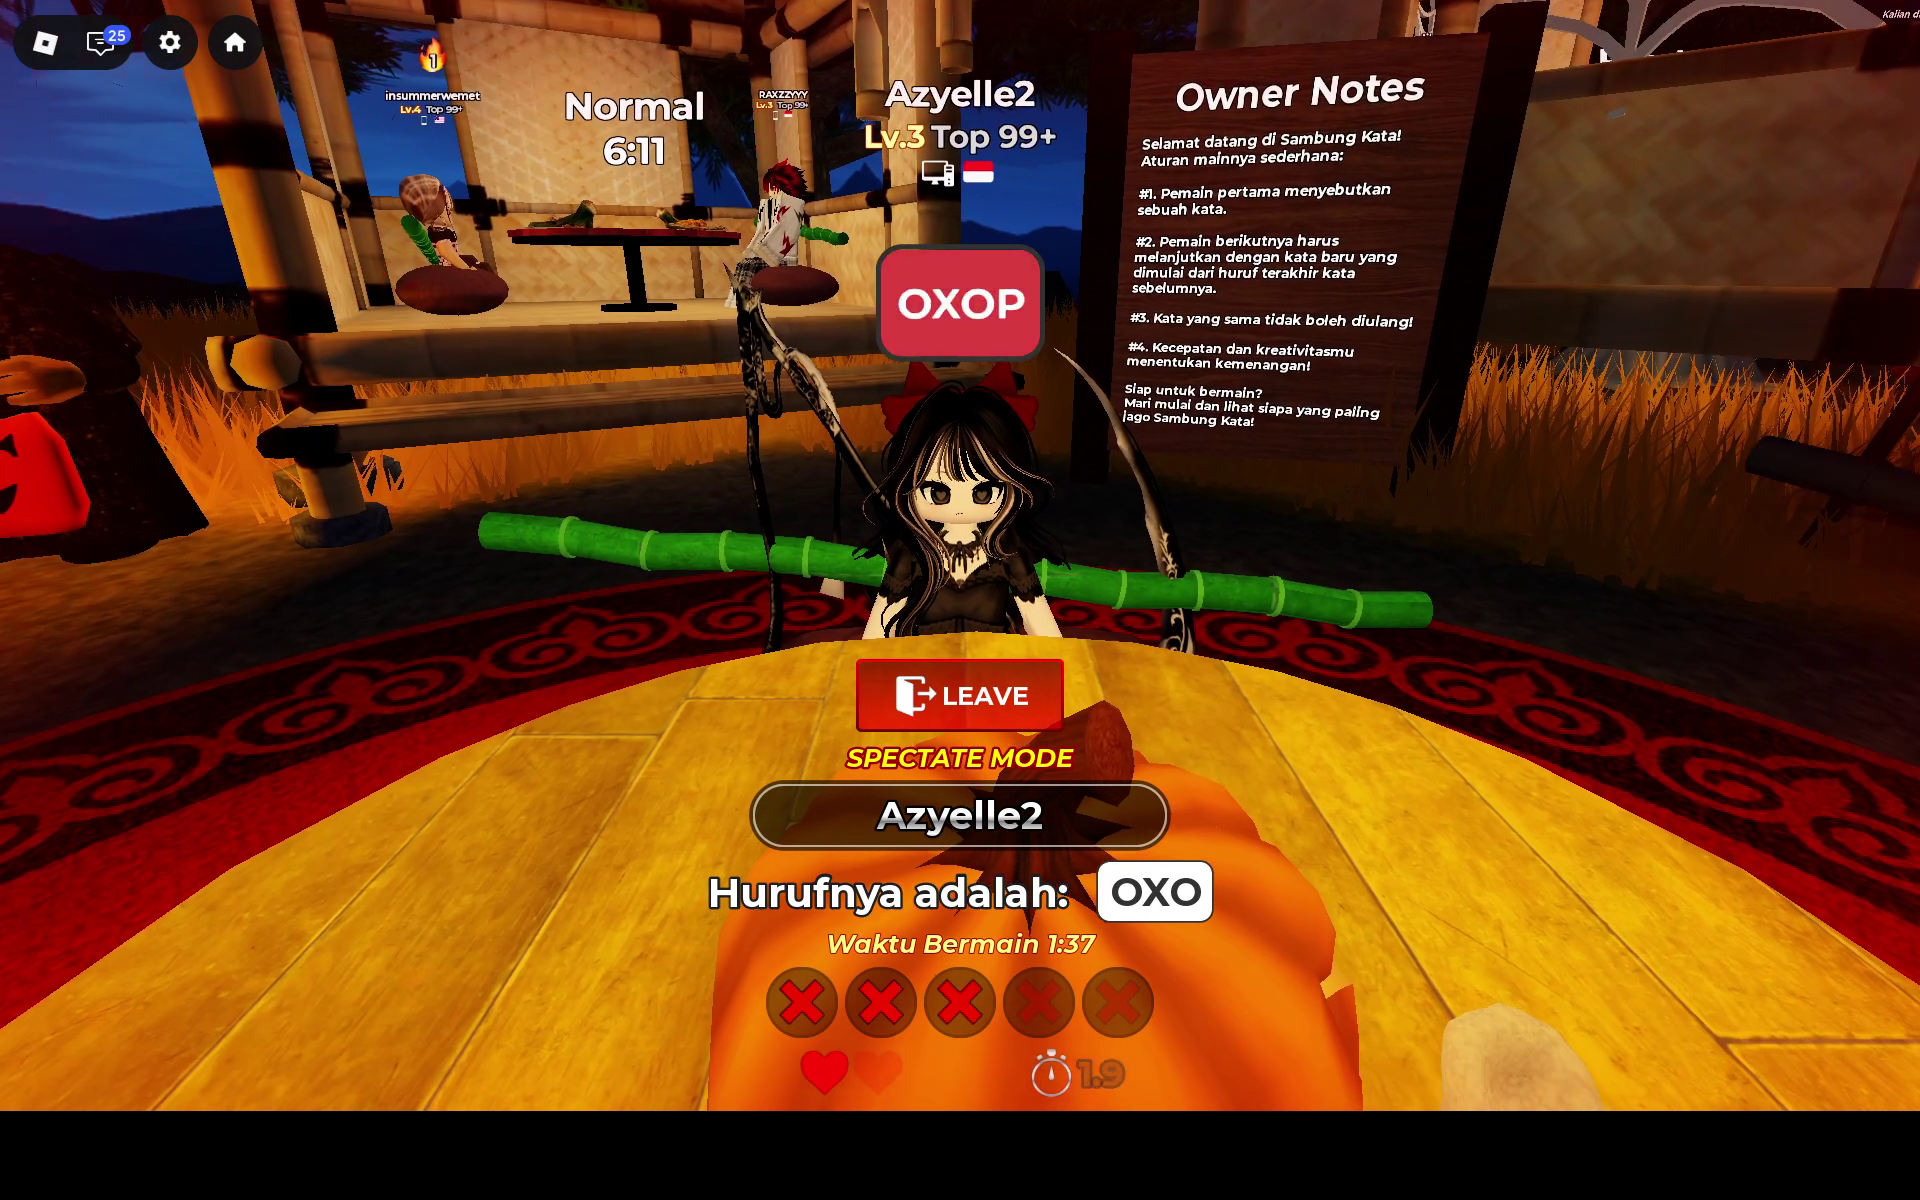 25
Kalian d
1
insummerwemet
Lv.4 Top 99+
Normal
6:11
RAXZZYYY
Lv.3 Top 99+
Azyelle2
Lv.3 Top 99+
OXOP
Owner Notes
Selamat datang di Sambung Kata!
Aturan mainnya sederhana:
#1. Pemain pertama menyebutkan
sebuah kata.
#2. Pemain berikutnya harus
melanjutkan dengan kata baru yang
dimulai dari huruf terakhir kata
sebelumnya.
#3. Kata yang sama tidak boleh diulang!
#4. Kecepatan dan kreativitasmu
menentukan kemenangan!
Siap untuk bermain?
Mari mulai dan lihat siapa yang paling
jago Sambung Kata!
LEAVE
SPECTATE MODE
Azyelle2
Hurufnya adalah: OXO
Waktu Bermain 1:37
1.9